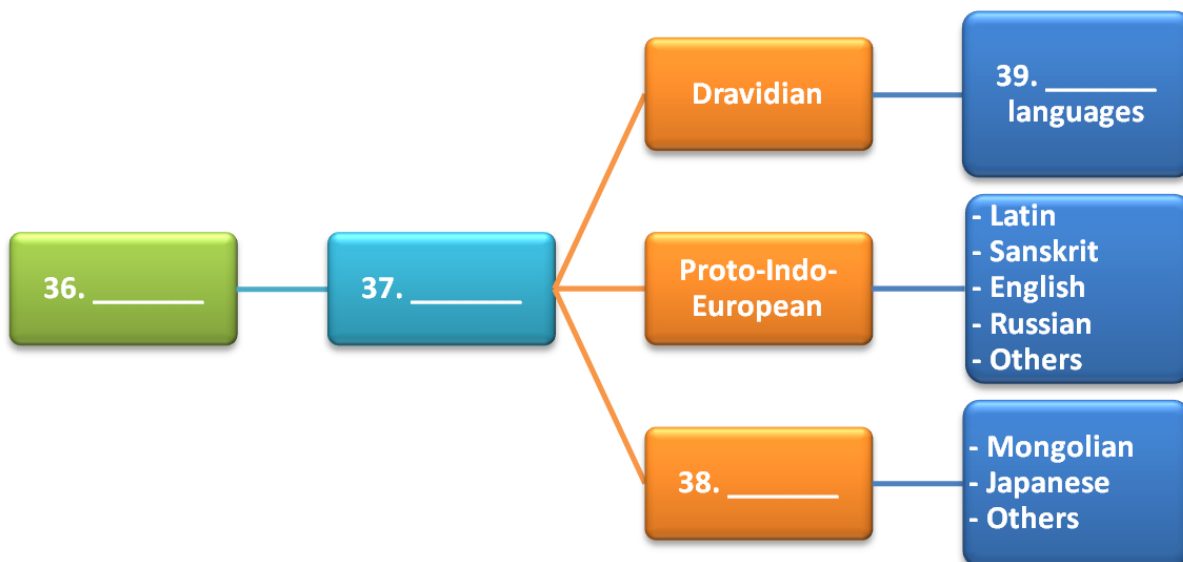 36. _______
37. _______
Dravidian
39. _______
languages
Proto-Indo-
European
- Latin
- Sanskrit
- English
- Russian
- Others
38. _______
- Mongolian
- Japanese
- Others